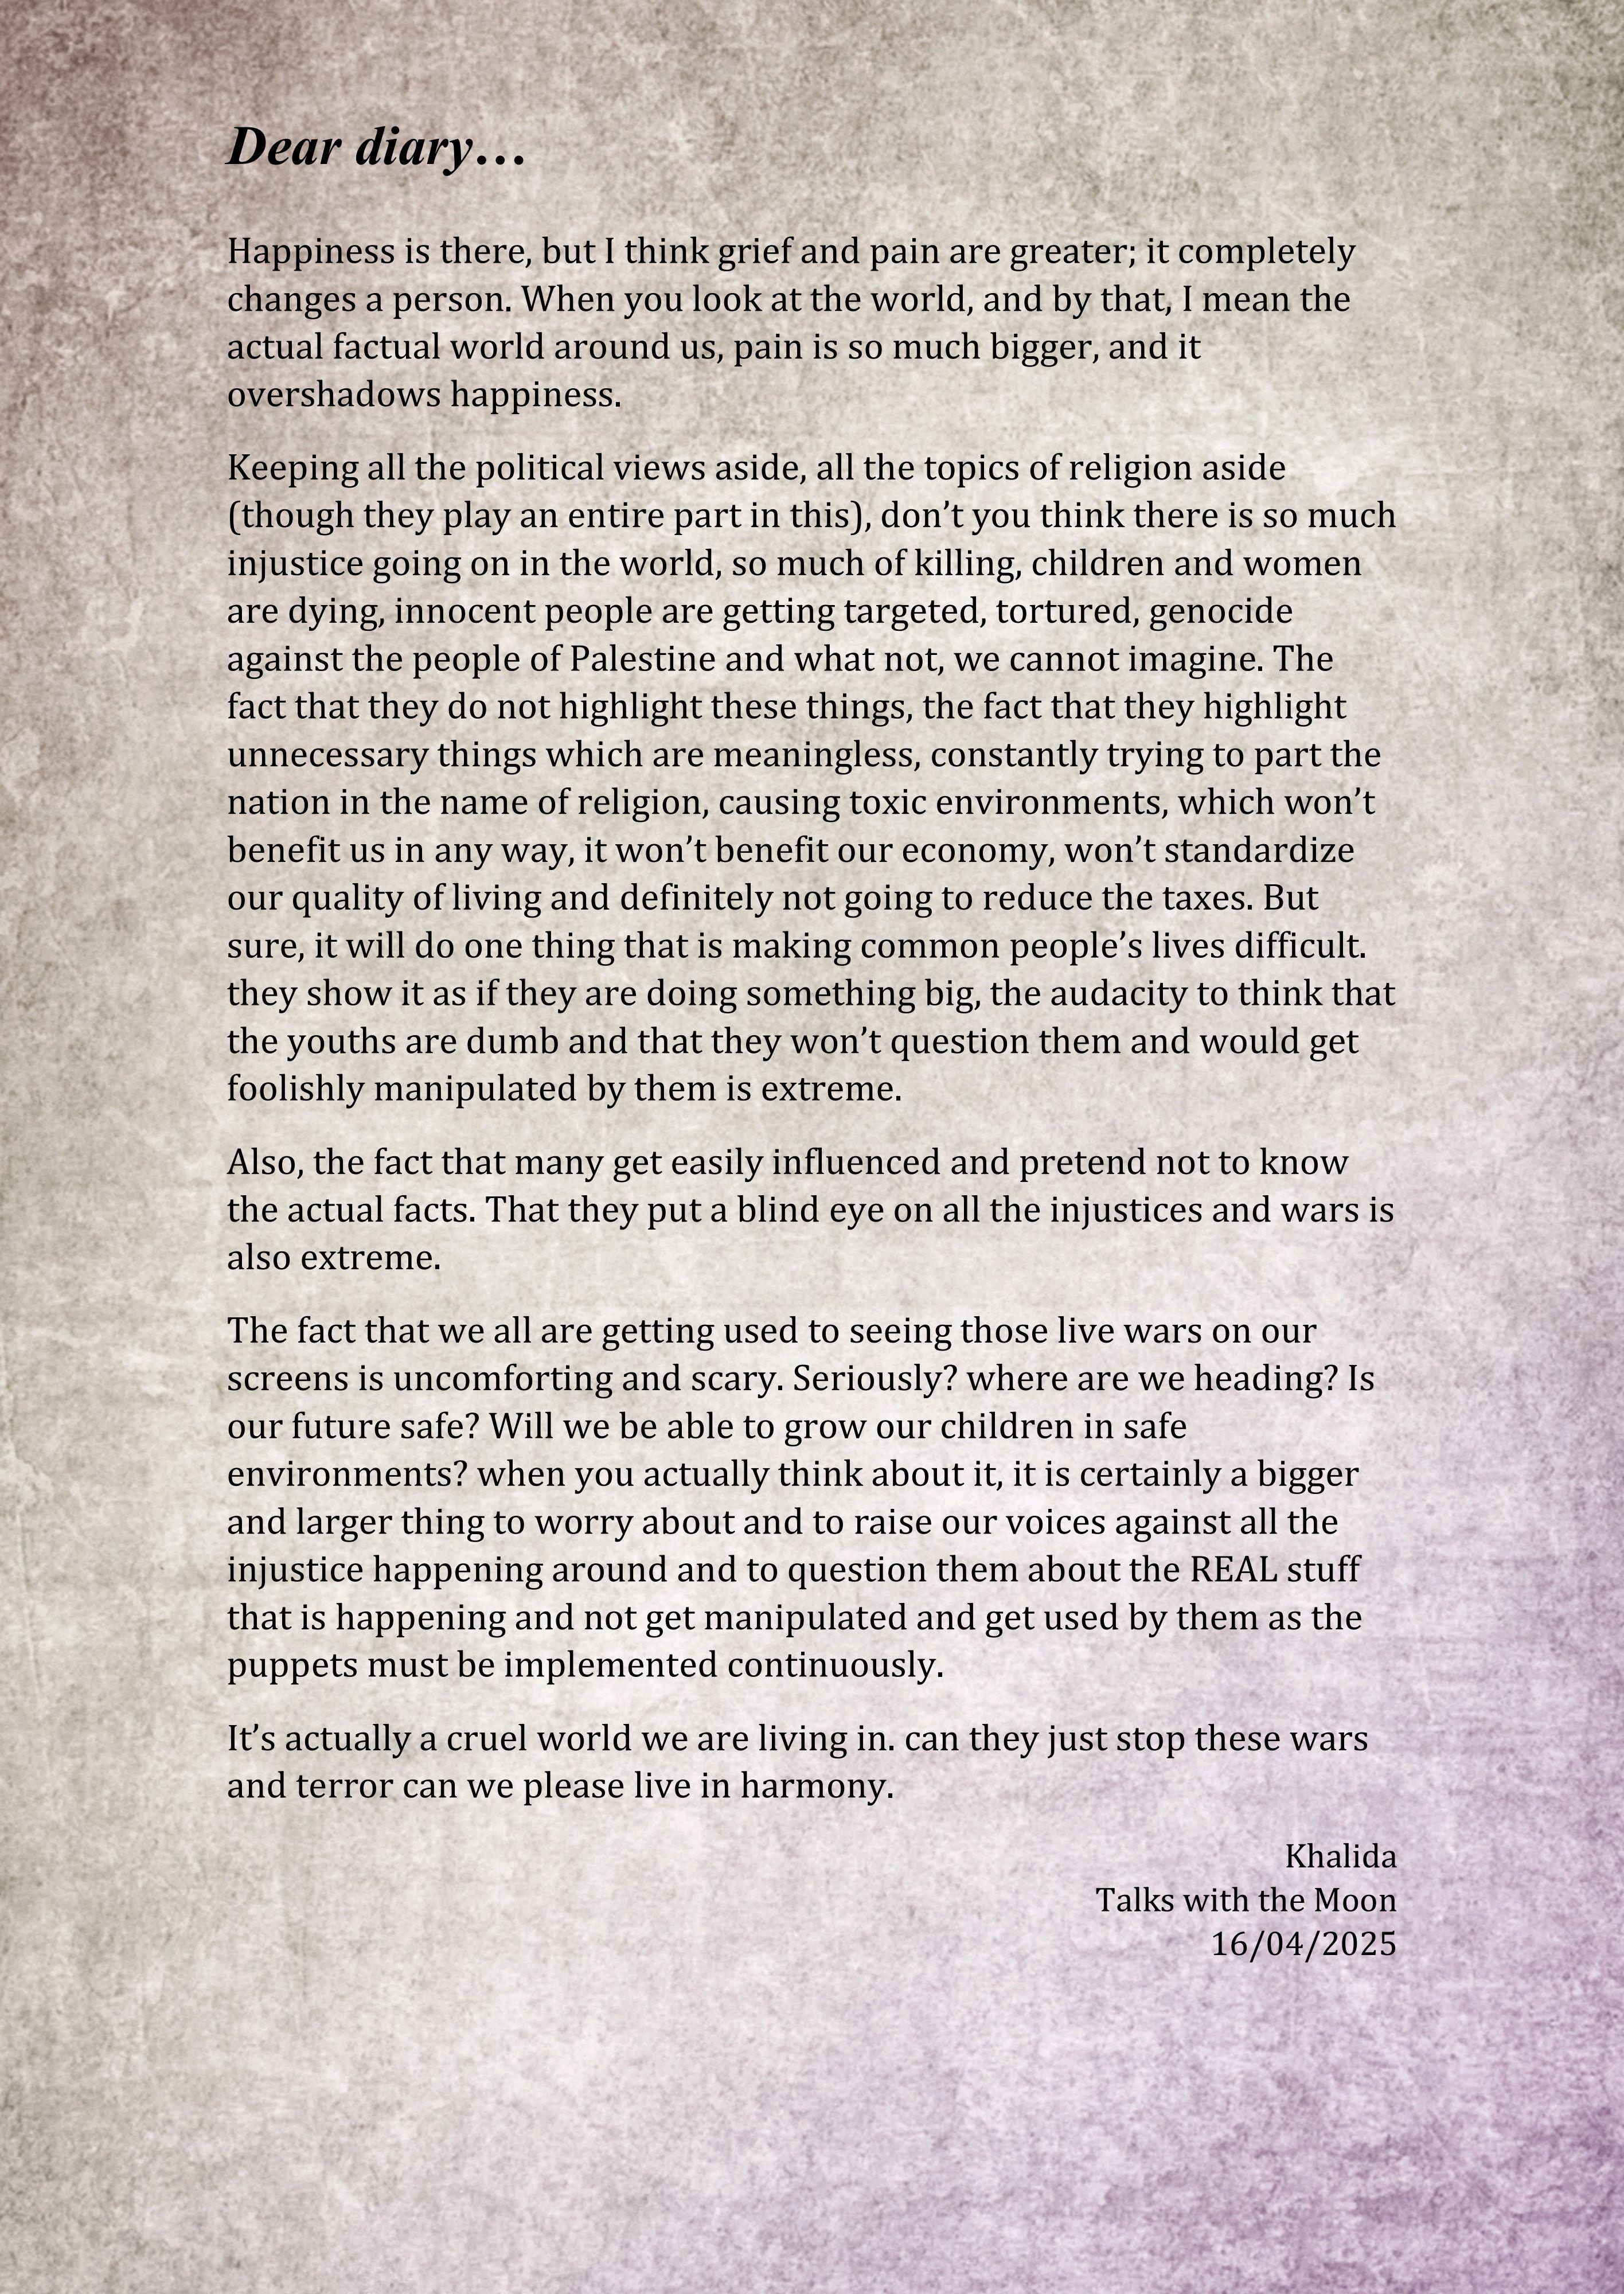 Dear diary…
Happiness is there, but I think grief and pain are greater; it completely
changes a person. When you look at the world, and by that, I mean the
actual factual world around us, pain is so much bigger, and it
overshadows happiness.
Keeping all the political views aside, all the topics of religion aside
(though they play an entire part in this), don’t you think there is so much
injustice going on in the world, so much of killing, children and women
are dying, innocent people are getting targeted, tortured, genocide
against the people of Palestine and what not, we cannot imagine. The
fact that they do not highlight these things, the fact that they highlight
unnecessary things which are meaningless, constantly trying to part the
nation in the name of religion, causing toxic environments, which won’t
benefit us in any way, it won’t benefit our economy, won’t standardize
our quality of living and definitely not going to reduce the taxes. But
sure, it will do one thing that is making common people’s lives difficult.
they show it as if they are doing something big, the audacity to think that
the youths are dumb and that they won’t question them and would get
foolishly manipulated by them is extreme.
Also, the fact that many get easily influenced and pretend not to know
the actual facts. That they put a blind eye on all the injustices and wars is
also extreme.
The fact that we all are getting used to seeing those live wars on our
screens is uncomforting and scary. Seriously? where are we heading? Is
our future safe? Will we be able to grow our children in safe
environments? when you actually think about it, it is certainly a bigger
and larger thing to worry about and to raise our voices against all the
injustice happening around and to question them about the REAL stuff
that is happening and not get manipulated and get used by them as the
puppets must be implemented continuously.
It’s actually a cruel world we are living in. can they just stop these wars
and terror can we please live in harmony.
Khalida
Talks with the Moon
16/04/2025